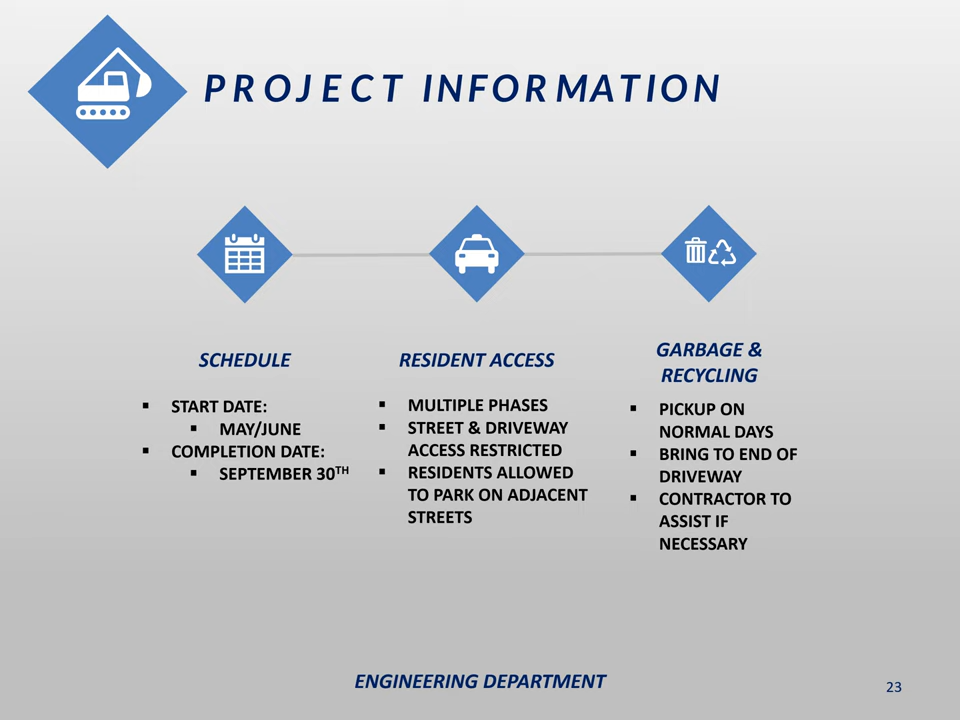 PROJECT INFORMATION
SCHEDULE
▪ START DATE:
▪ MAY/JUNE
▪ COMPLETION DATE:
▪ SEPTEMBER 30TH
RESIDENT ACCESS
▪ MULTIPLE PHASES
▪ STREET & DRIVEWAY
ACCESS RESTRICTED
▪ RESIDENTS ALLOWED
TO PARK ON ADJACENT
STREETS
GARBAGE &
RECYCLING
▪ PICKUP ON
NORMAL DAYS
▪ BRING TO END OF
DRIVEWAY
▪ CONTRACTOR TO
ASSIST IF
NECESSARY
ENGINEERING DEPARTMENT
23